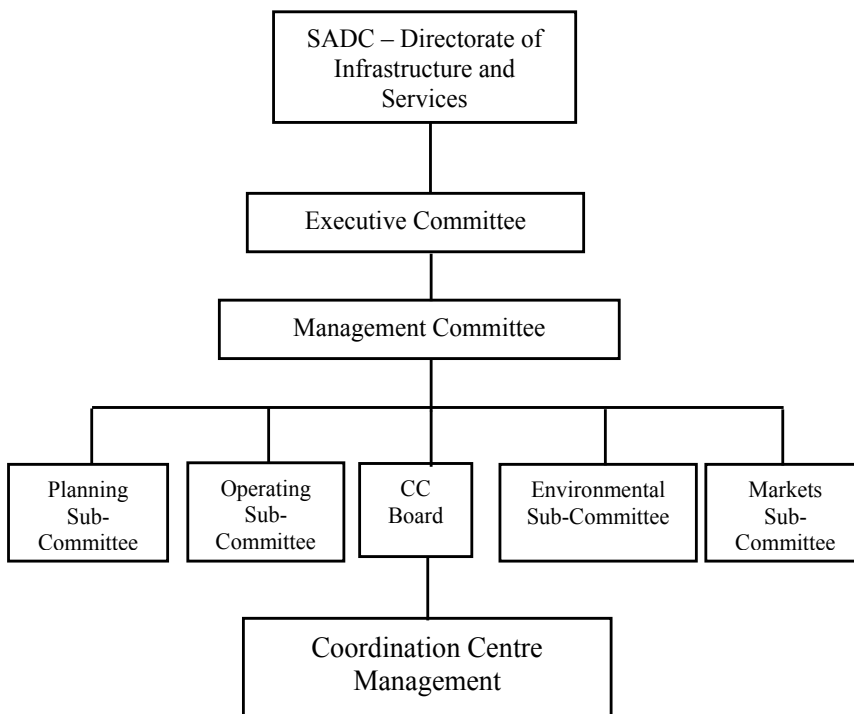 SADC – Directorate of
Infrastructure and
Services
Executive Committee
Management Committee
Planning
Sub-
Committee
Operating
Sub-
Committee
CC
Board
Environmental
Sub-Committee
Markets
Sub-
Committee
Coordination Centre
Management